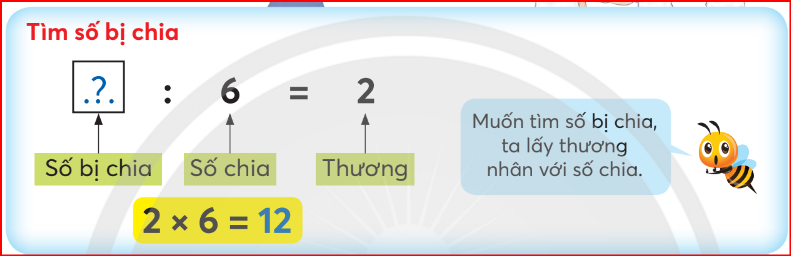 Tìm số bị chia
.?. : 6 = 2
Số bị chia Số chia Thương
2 × 6 = 12
Muốn tìm số bị chia,
ta lấy thương
nhân với số chia.